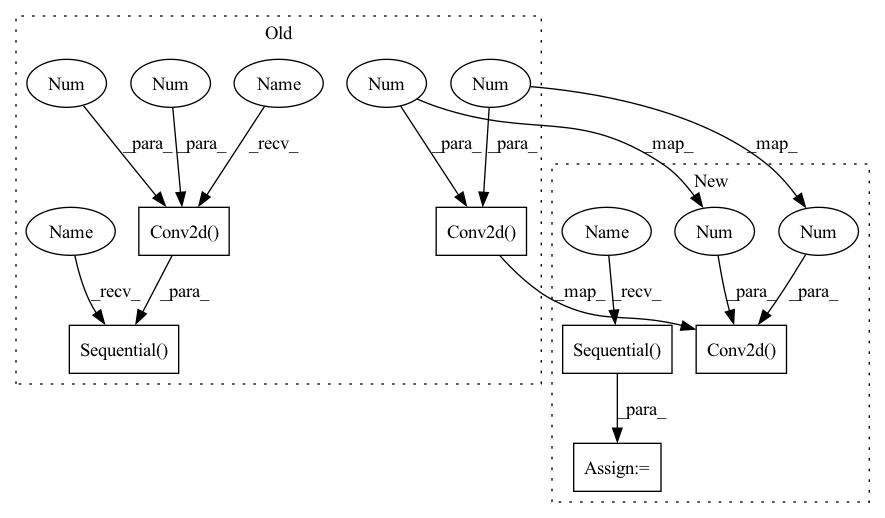 Old
Num Num Name Num Num
_para_ _para_ _recv_ _para_ _para_ _map_ _map_
New
Name Conv2d() Conv2d() Name Num Num
_recv_ _para_ _map_ _recv_ _para_ _para_
Sequential() Sequential() Conv2d()
_para_
Assign:=